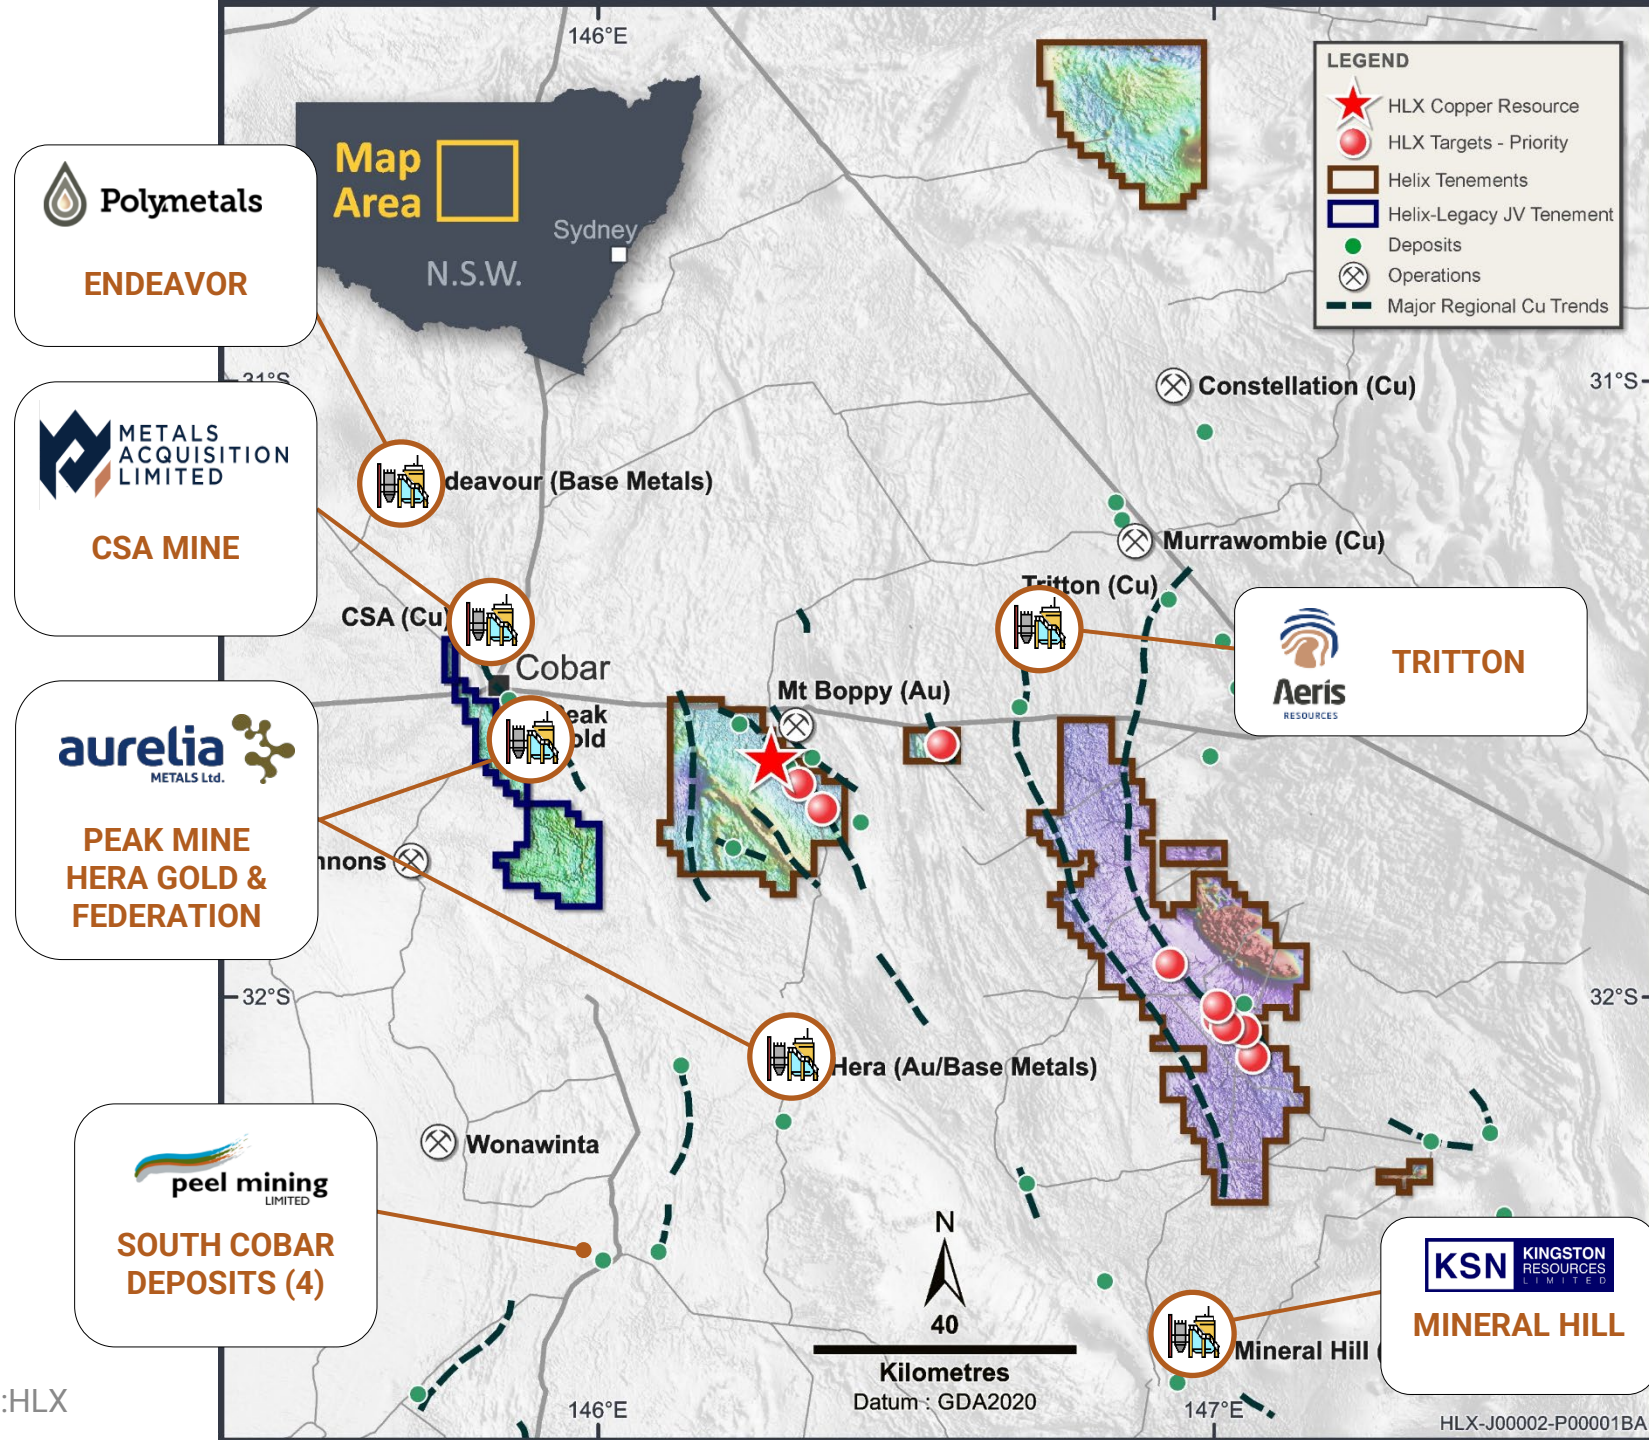 146°E
LEGEND
HLX Copper Resource
HLX Targets - Priority
Helix Tenements
Helix-Legacy JV Tenement
Deposits
Operations
Major Regional Cu Trends
Map
Area
Sydney
N.S.W.
Polymetals
ENDEAVOR
31°S
31°S
METALS
ACQUISITION
LIMITED
CSA MINE
Constellation (Cu)
deavour (Base Metals)
Murrawombie (Cu)
Tritton (Cu)
CSA (Cu)
Cobar
Aeris
RESOURCES
TRITTON
Mt Boppy (Au)
eak
old
aurelia
METALS Ltd.
PEAK MINE
HERA GOLD &
FEDERATION
nnons
32°S
32°S
Hera (Au/Base Metals)
Wonawinta
peel mining
LIMITED
SOUTH COBAR
DEPOSITS (4)
N
40
Kilometres
Datum : GDA2020
KSN
KINGSTON
RESOURCES
LIMITED
MINERAL HILL
Mineral Hill (
:HLX
146°E
147°E
HLX-J00002-P00001BA